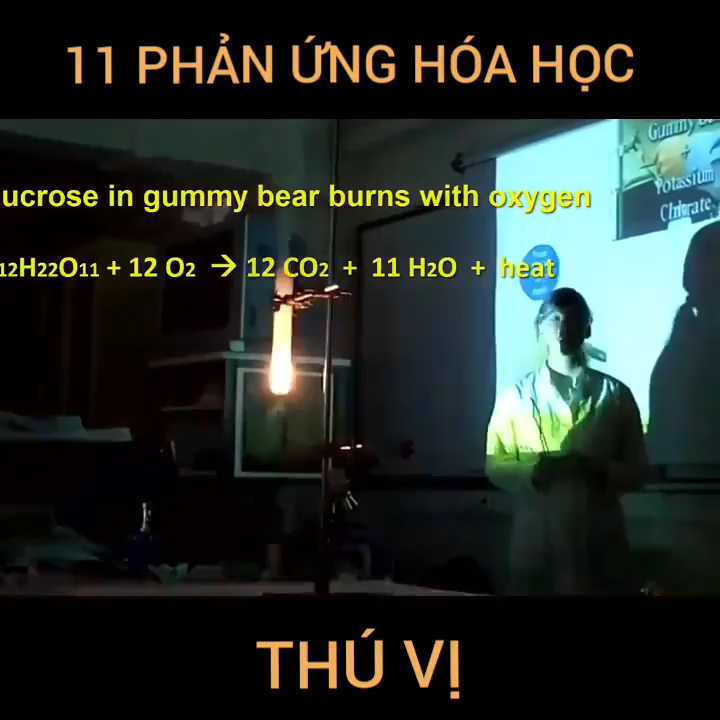 11 PHẢN ỨNG HÓA HỌC
Potassium
Chlorate
ucrose in gummy bear burns with oxygen
12H22O11 + 12 O2 → 12 CO2 + 11 H2O + heat
THÚ VỊ